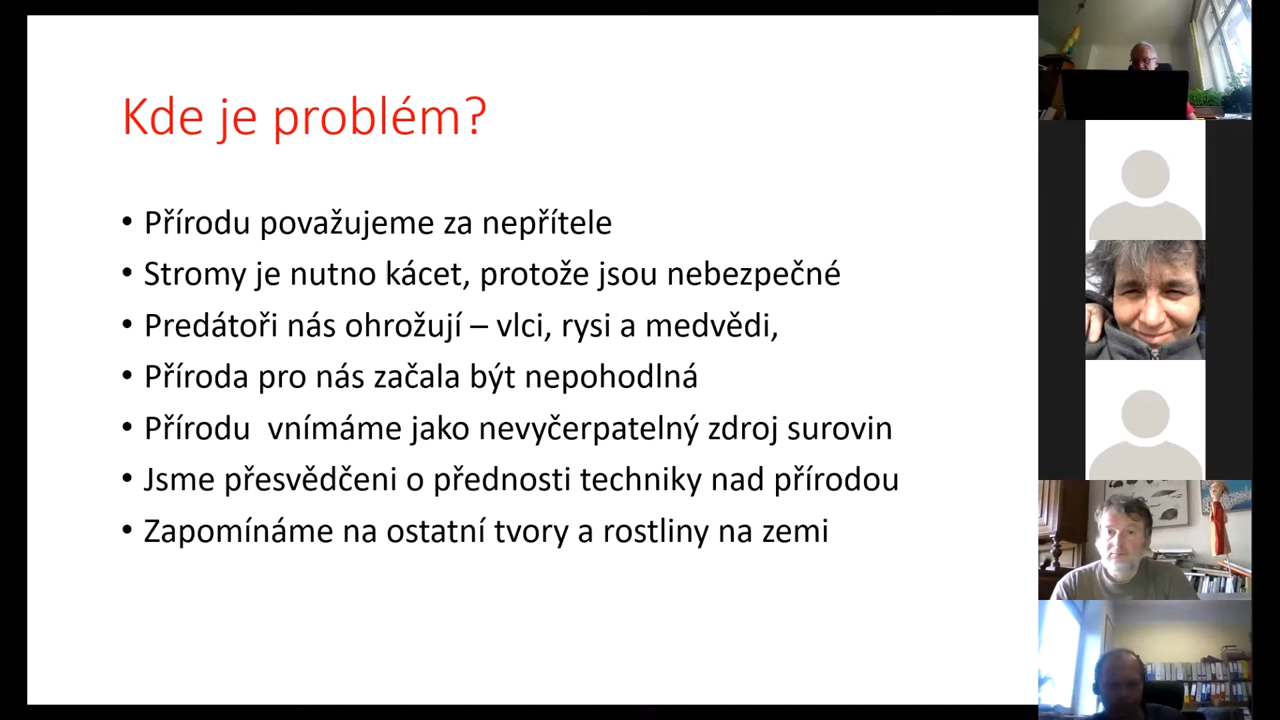 Kde je problém?
• Přírodu považujeme za nepřítele
• Stromy je nutno kácet, protože jsou nebezpečné
• Predátoři nás ohrožují – vlci, rysi a medvědi,
• Příroda pro nás začala být nepohodlná
• Přírodu  vnímáme jako nevyčerpatelný zdroj surovin
• Jsme přesvědčeni o přednosti techniky nad přírodou
• Zapomínáme na ostatní tvory a rostliny na zemi